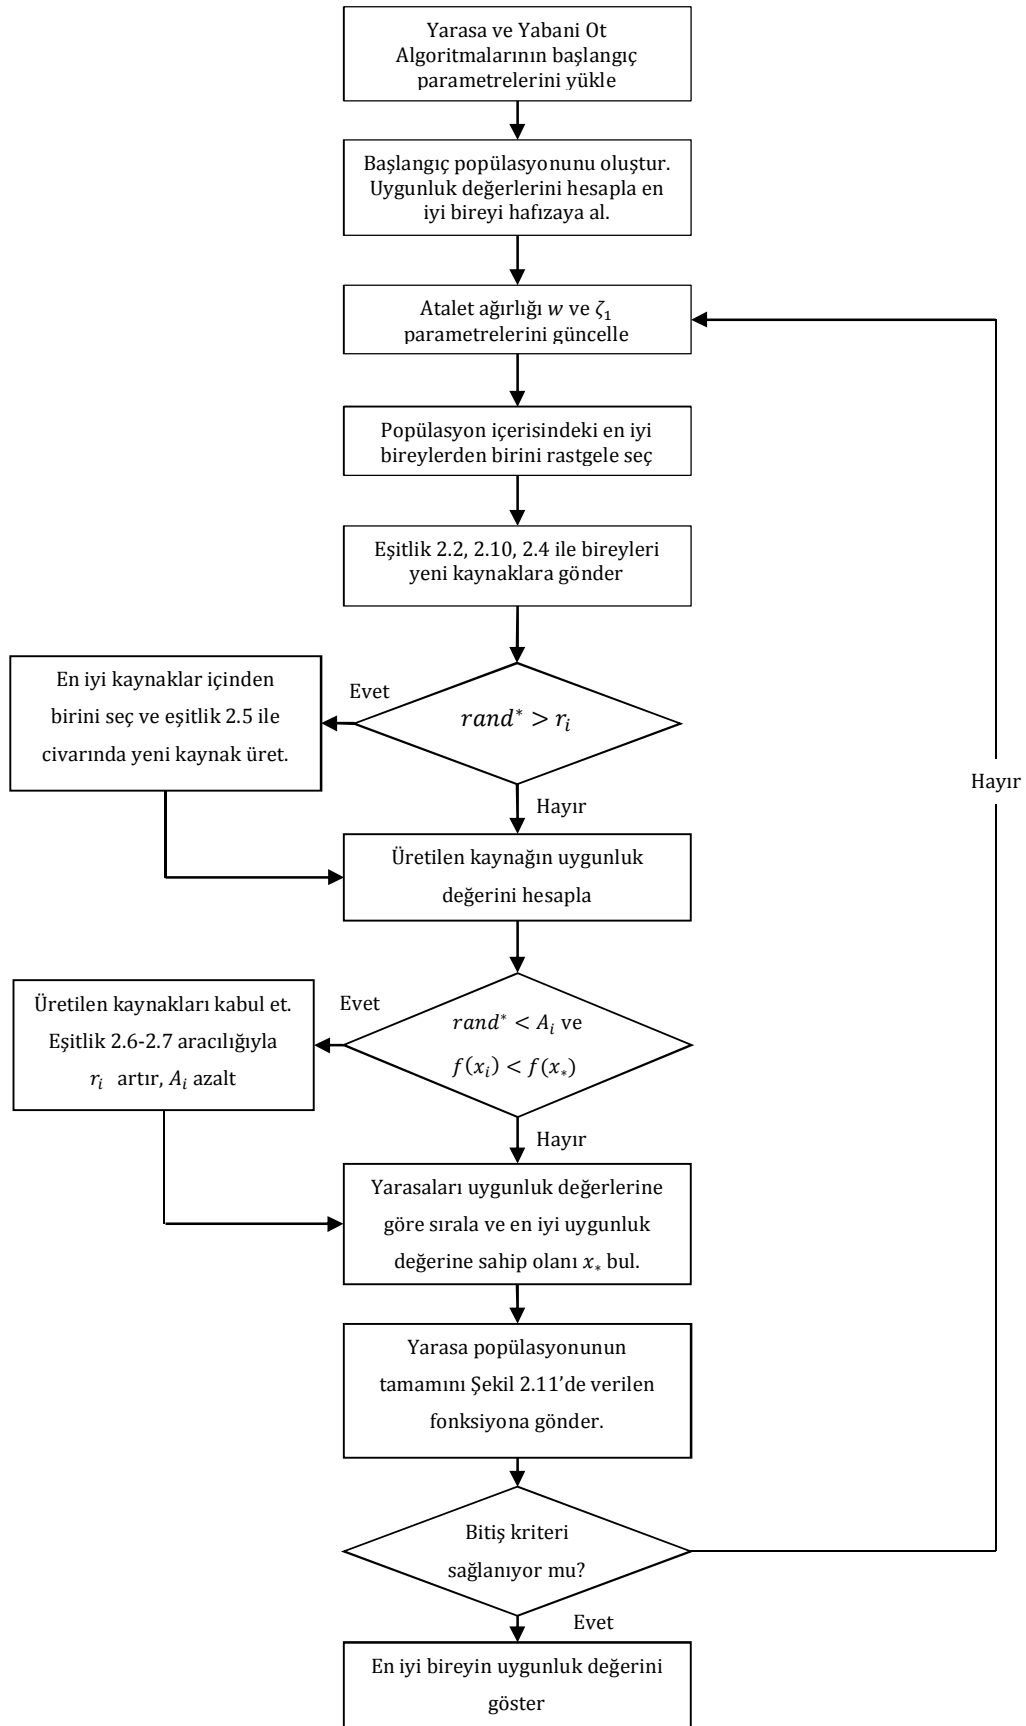 Yarasa ve Yabani Ot
Algoritmalarının başlangıç
parametrelerini yükle
Başlangıç popülasyonunu oluştur.
Uygunluk değerlerini hesapla en
iyi bireyi hafızaya al.
Atalet ağırlığı w ve ζ₁
parametrelerini güncelle
Popülasyon içerisindeki en iyi
bireylerden birini rastgele seç
Eşitlik 2.2, 2.10, 2.4 ile bireyleri
yeni kaynaklara gönder
rand* > rᵢ
Evet
En iyi kaynaklar içinden
birini seç ve eşitlik 2.5 ile
civarında yeni kaynak üret.
Hayır
Hayır
Üretilen kaynağın uygunluk
değerini hesapla
rand* < Aᵢ ve
f(xᵢ) < f(x*)
Evet
Üretilen kaynakları kabul et.
Eşitlik 2.6-2.7 aracılığıyla
rᵢ artır, Aᵢ azalt
Hayır
Yarasaları uygunluk değerlerine
göre sırala ve en iyi uygunluk
değerine sahip olanı x* bul.
Yarasa popülasyonunun
tamamını Şekil 2.11’de verilen
fonksiyona gönder.
Bitiş kriteri
sağlanıyor mu?
Evet
En iyi bireyin uygunluk değerini
göster